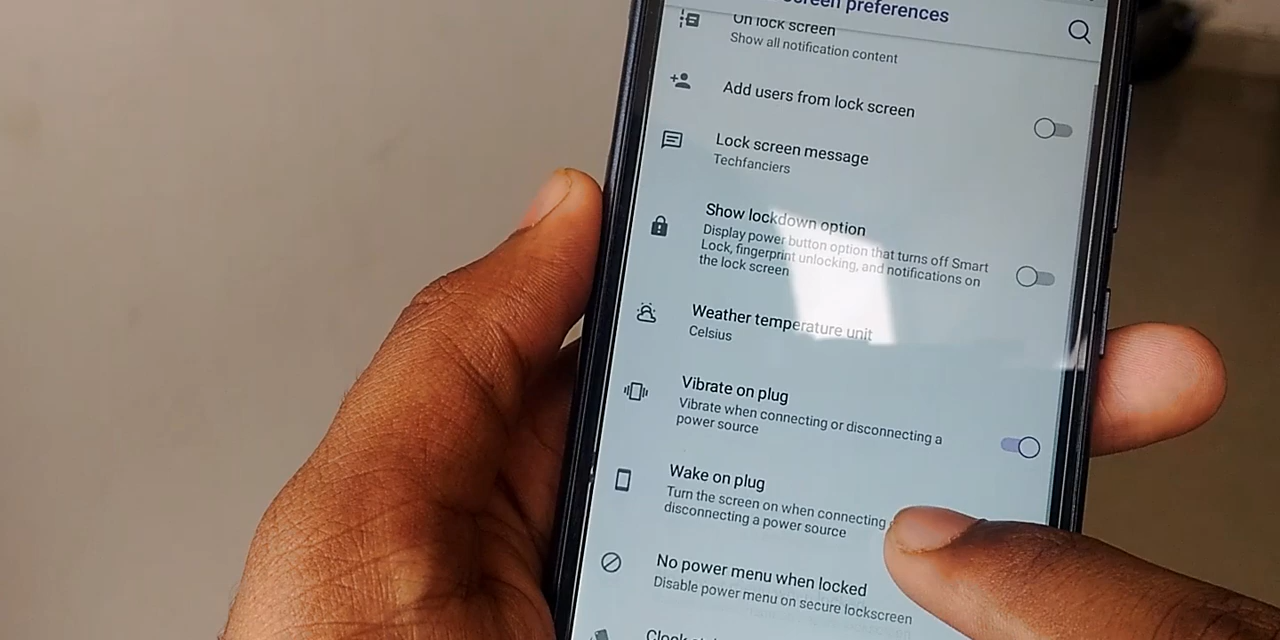 screen preferences
On lock screen
Show all notification content
Add users from lock screen
Lock screen message
Techfanciers
Show lockdown option
Display power button option that turns off Smart
Lock, fingerprint unlocking, and notifications on
the lock screen
Weather temperature unit
Celsius
Vibrate on plug
Vibrate when connecting or disconnecting a
power source
Wake on plug
Turn the screen on when connecting
disconnecting a power source
No power menu when locked
Disable power menu on secure lockscreen
Clock